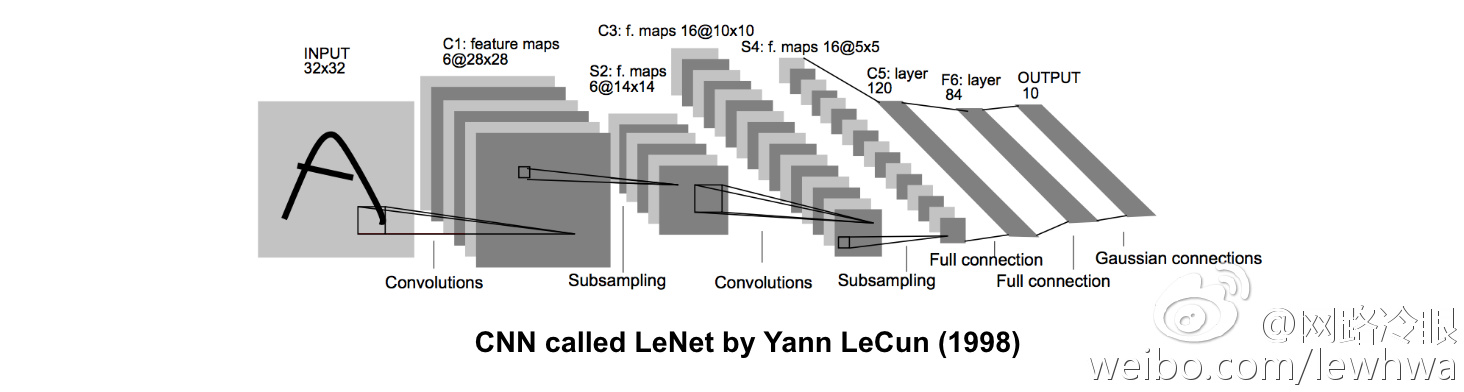 INPUT
32x32
C1: feature maps
6@28x28
S2: f. maps
6@14x14
C3: f. maps 16@10x10
S4: f. maps 16@5x5
C5: layer
120
F6: layer
84
OUTPUT
10
Convolutions
Subsampling
Convolutions
Subsampling
Full connection
Full connection
Gaussian connections
CNN called LeNet by Yann LeCun (1998)
@网路冷眼
weibo.com/lewhwa